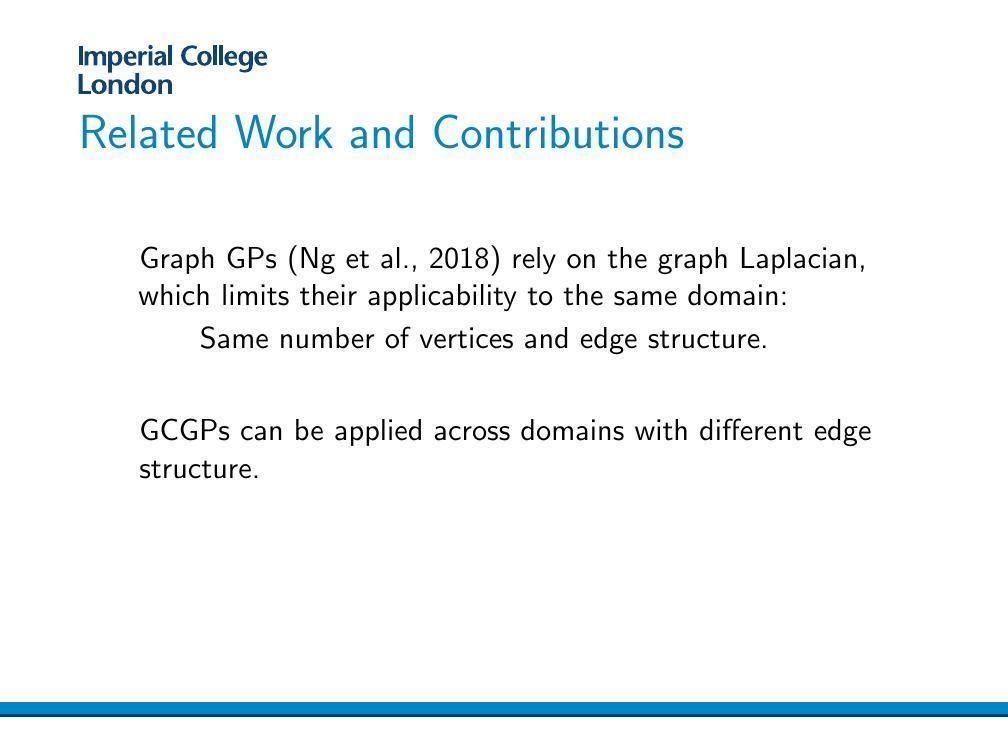 Imperial College
London
Related Work and Contributions
Graph GPs (Ng et al., 2018) rely on the graph Laplacian,
which limits their applicability to the same domain:
Same number of vertices and edge structure.
GCGPs can be applied across domains with different edge
structure.